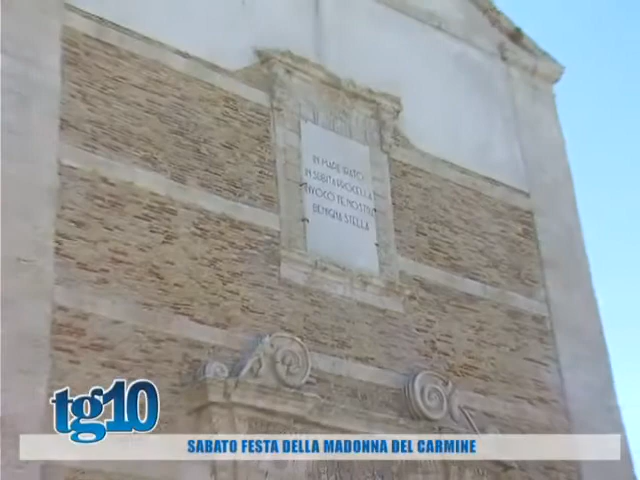 IN MARE IRATO
IN SUBITA PROCELLA
INVOCO TE, NOSTRA
BENIGNA STELLA
tg10
SABATO FESTA DELLA MADONNA DEL CARMINE